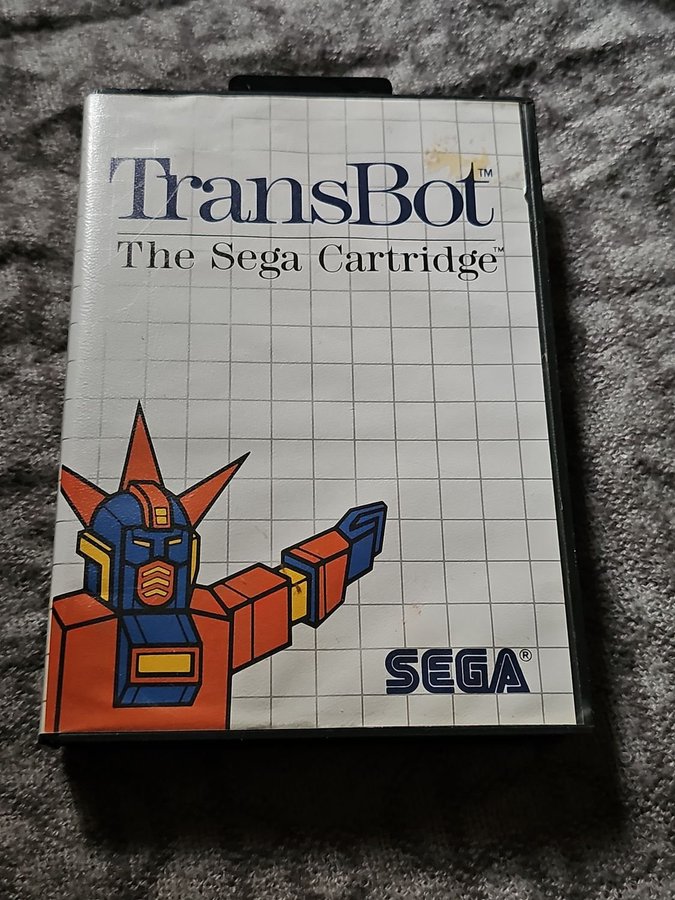 TransBot™
The Sega Cartridge™
SEGA®